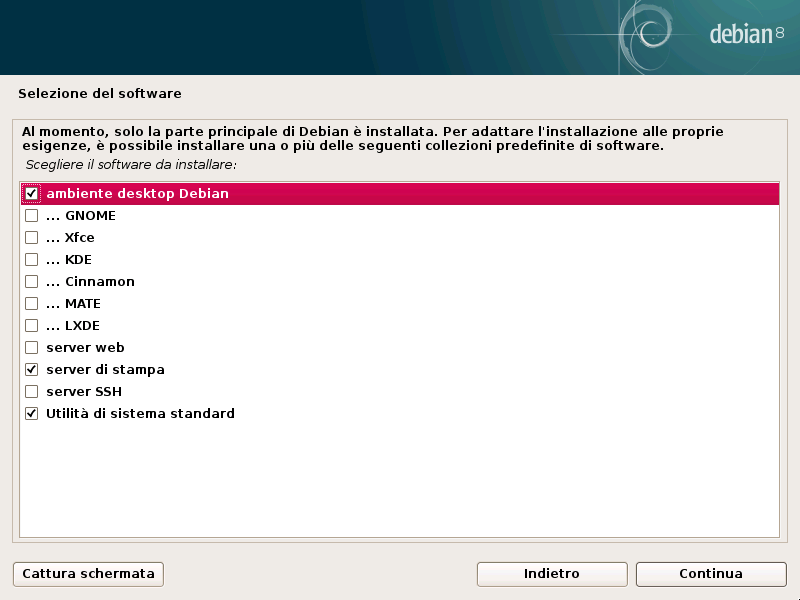 debian 8
Selezione del software
Al momento, solo la parte principale di Debian è installata. Per adattare l'installazione alle proprie
esigenze, è possibile installare una o più delle seguenti collezioni predefinite di software.
Scegliere il software da installare:
ambiente desktop Debian
... GNOME
... Xfce
... KDE
... Cinnamon
... MATE
... LXDE
server web
server di stampa
server SSH
Utilità di sistema standard
Cattura schermata
Indietro
Continua